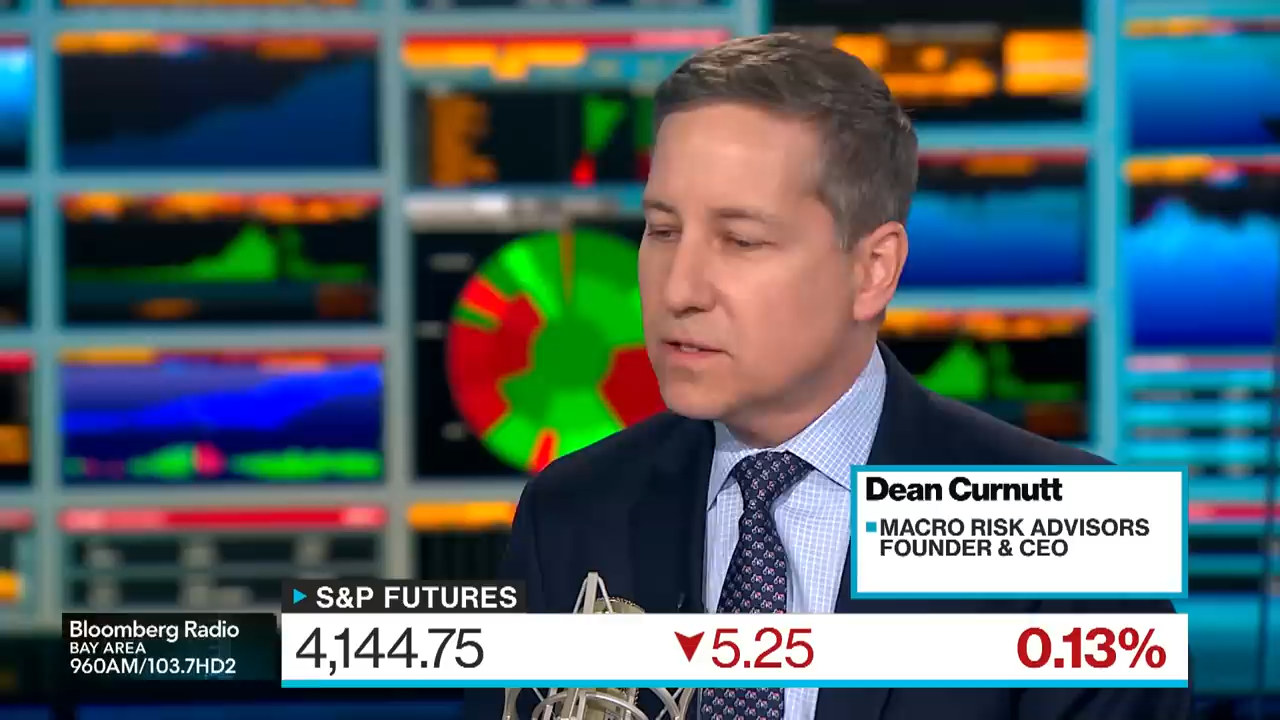 Dean Curnutt
MACRO RISK ADVISORS
FOUNDER & CEO
S&P FUTURES
Bloomberg Radio
BAY AREA
960AM/103.7HD2
4,144.75 5.25 0.13%